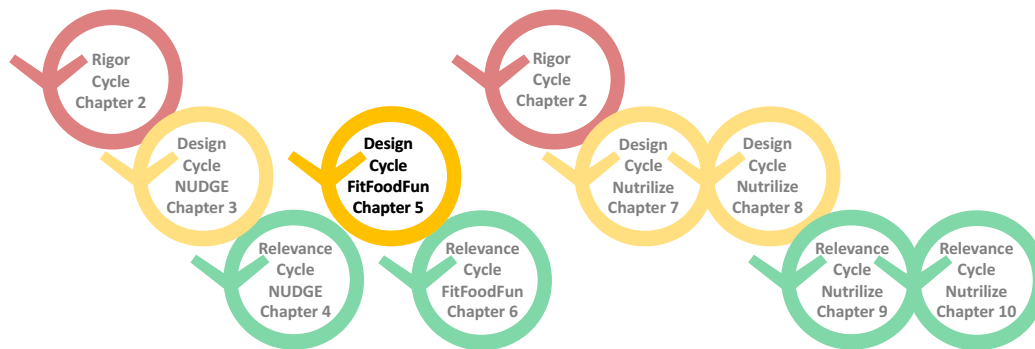 Rigor
Cycle
Chapter 2
Design
Cycle
NUDGE
Chapter 3
Relevance
Cycle
NUDGE
Chapter 4
Design
Cycle
FitFoodFun
Chapter 5
Relevance
Cycle
FitFoodFun
Chapter 6
Rigor
Cycle
Chapter 2
Design
Cycle
Nutrilize
Chapter 7
Design
Cycle
Nutrilize
Chapter 8
Relevance
Cycle
Nutrilize
Chapter 9
Relevance
Cycle
Nutrilize
Chapter 10